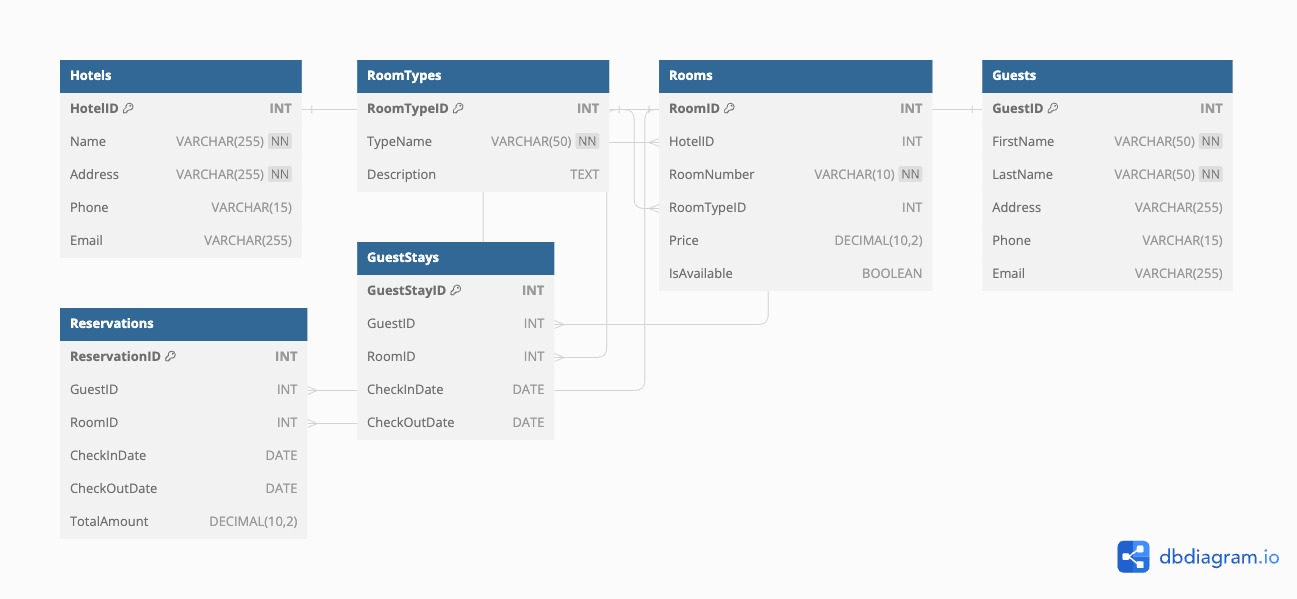 Hotels
HotelID INT
Name VARCHAR(255) NN
Address VARCHAR(255) NN
Phone VARCHAR(15)
Email VARCHAR(255)
RoomTypes
RoomTypeID INT
TypeName VARCHAR(50) NN
Description TEXT
Rooms
RoomID INT
HotelID INT
RoomNumber VARCHAR(10) NN
RoomTypeID INT
Price DECIMAL(10,2)
IsAvailable BOOLEAN
Guests
GuestID INT
FirstName VARCHAR(50) NN
LastName VARCHAR(50) NN
Address VARCHAR(255)
Phone VARCHAR(15)
Email VARCHAR(255)
GuestStays
GuestStayID INT
GuestID INT
RoomID INT
CheckInDate DATE
CheckOutDate DATE
Reservations
ReservationID INT
GuestID INT
RoomID INT
CheckInDate DATE
CheckOutDate DATE
TotalAmount DECIMAL(10,2)
dbdiagram.io